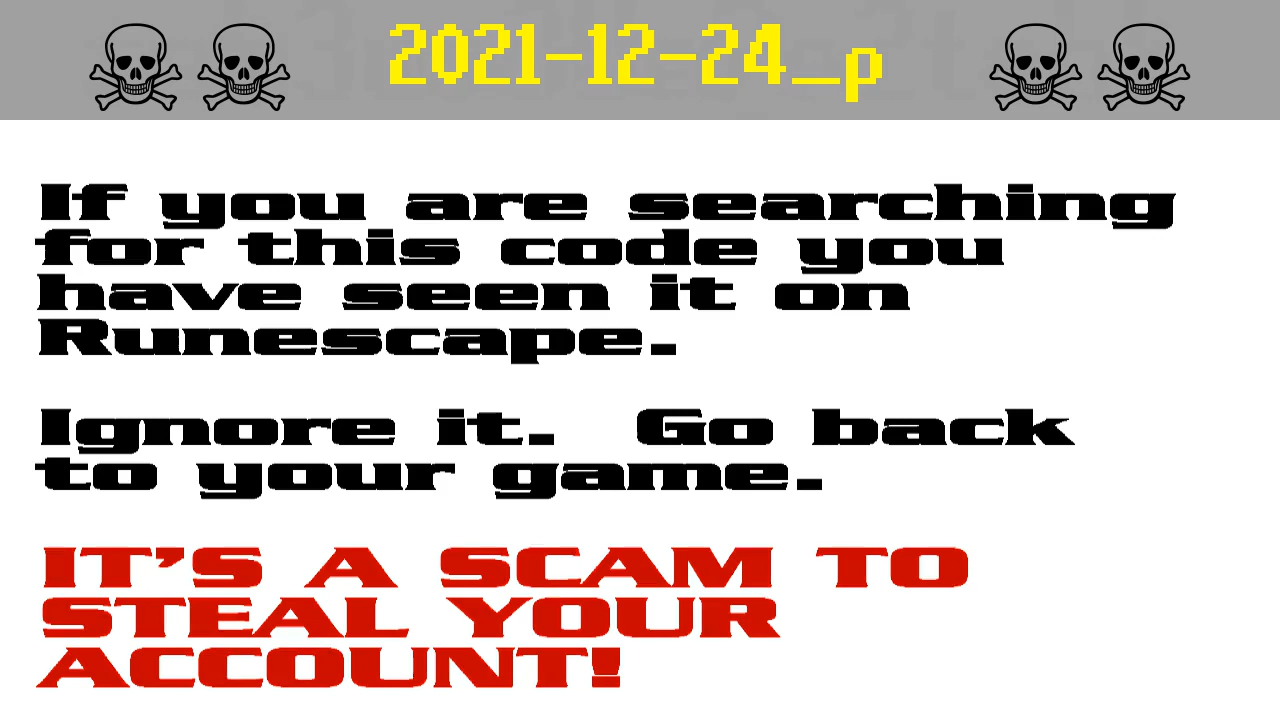 2021-12-24_p
If you are searching
for this code you
have seen it on
Runescape.
Ignore it. Go back
to your game.
IT'S A SCAM TO
STEAL YOUR
ACCOUNT!